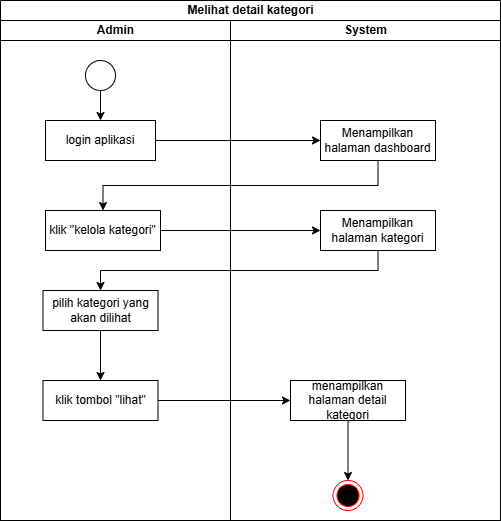 Melihat detail kategori
Admin
System
login aplikasi
Menampilkan
halaman dashboard
klik "kelola kategori"
Menampilkan
halaman kategori
pilih kategori yang
akan dilihat
klik tombol "lihat"
menampilkan
halaman detail
kategori